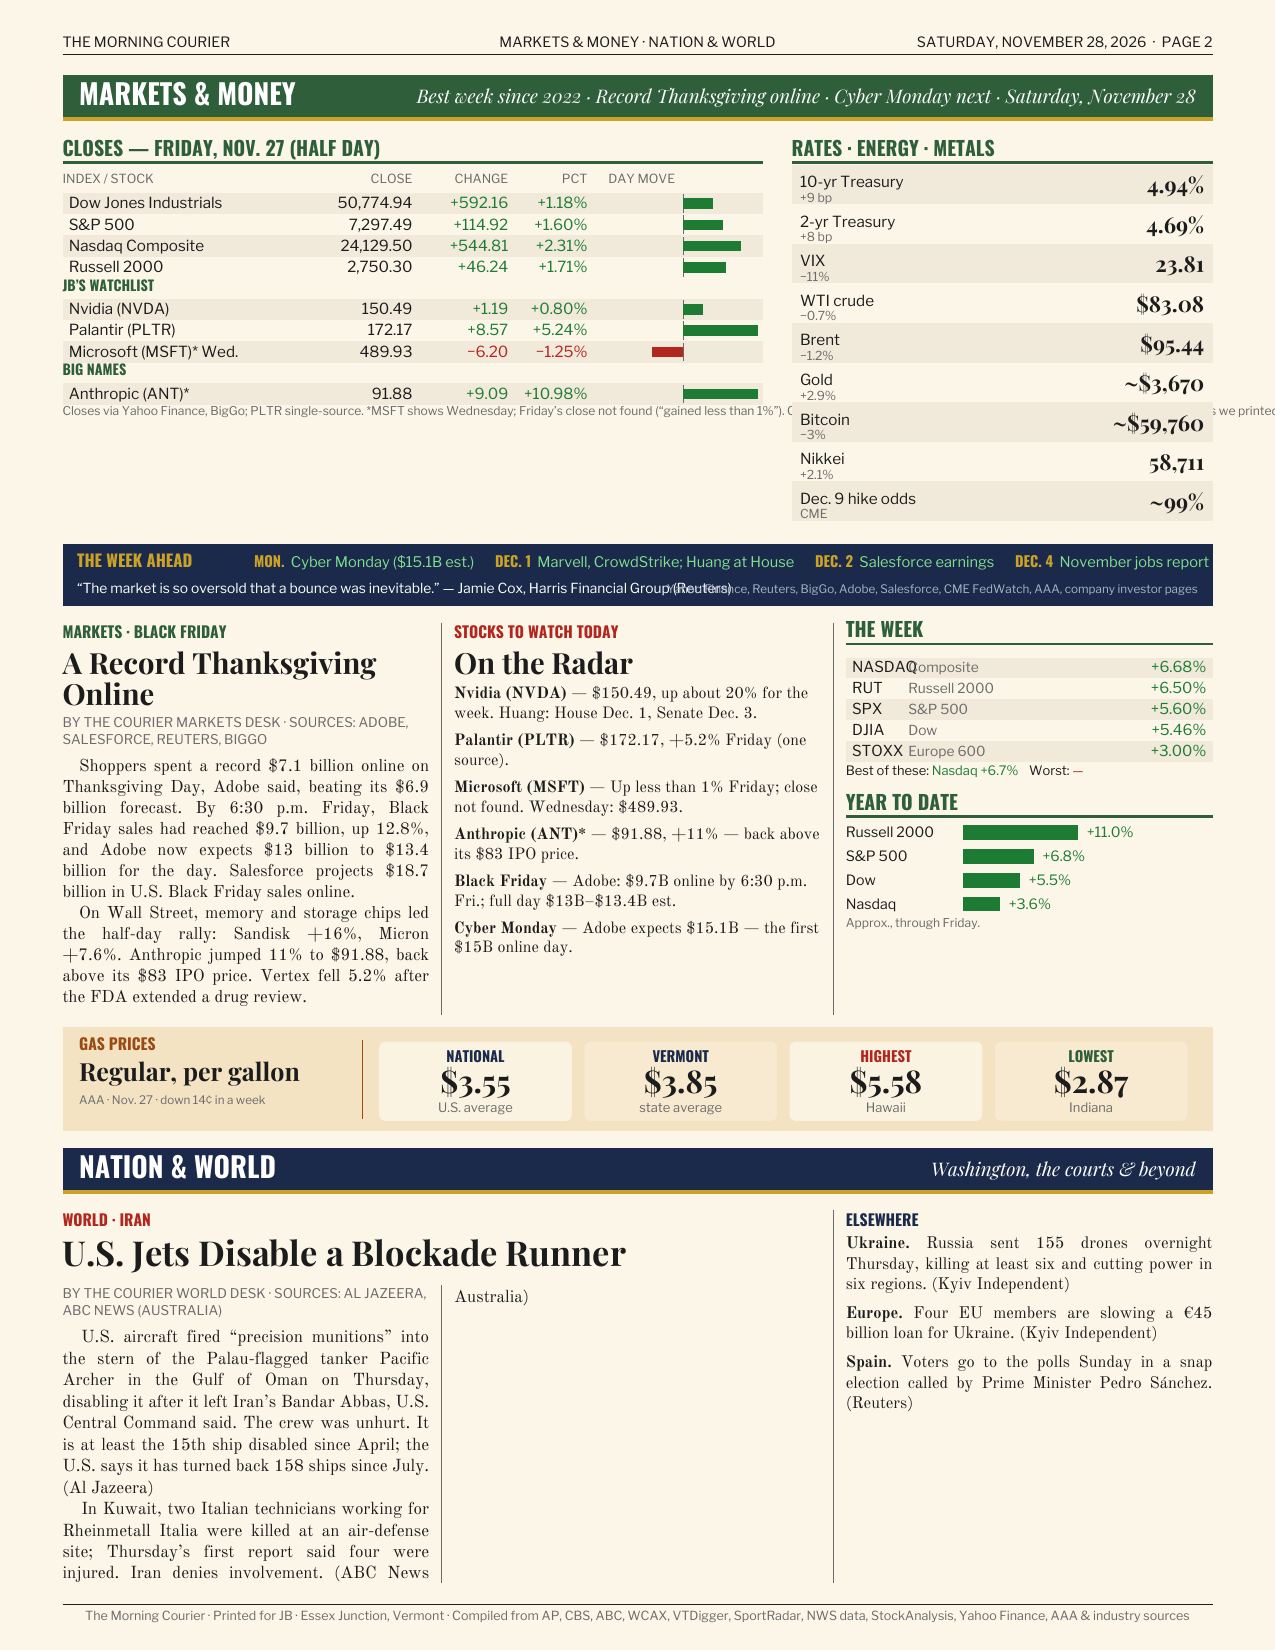 THE MORNING COURIER
MARKETS & MONEY · NATION & WORLD
SATURDAY, NOVEMBER 28, 2026 · PAGE 2
MARKETS & MONEY
Best week since 2022 · Record Thanksgiving online · Cyber Monday next · Saturday, November 28
CLOSES — FRIDAY, NOV. 27 (HALF DAY)
INDEX / STOCK CLOSE CHANGE PCT DAY MOVE
Dow Jones Industrials 50,774.94 +592.16 +1.18%
S&P 500 7,297.49 +114.92 +1.60%
Nasdaq Composite 24,129.50 +544.81 +2.31%
Russell 2000 2,750.30 +46.24 +1.71%
JB’S WATCHLIST
Nvidia (NVDA) 150.49 +1.19 +0.80%
Palantir (PLTR) 172.17 +8.57 +5.24%
Microsoft (MSFT)* Wed. 489.93 −6.20 −1.25%
BIG NAMES
Anthropic (ANT)* 91.88 +9.09 +10.98%
Closes via Yahoo Finance, BigGo; PLTR single-source. *MSFT shows Wednesday; Friday’s close not found (“gained less than 1%”).
s we printed
RATES · ENERGY · METALS
10-yr Treasury 4.94%
+9 bp
2-yr Treasury 4.69%
+8 bp
VIX 23.81
−11%
WTI crude $83.08
−0.7%
Brent $95.44
−1.2%
Gold ~$3,670
+2.9%
Bitcoin ~$59,760
−3%
Nikkei 58,711
+2.1%
Dec. 9 hike odds ~99%
CME
THE WEEK AHEAD MON. Cyber Monday ($15.1B est.) DEC. 1 Marvell, CrowdStrike; Huang at House DEC. 2 Salesforce earnings DEC. 4 November jobs report
“The market is so oversold that a bounce was inevitable.” — Jamie Cox, Harris Financial Group (Reuters)
Finance, Reuters, BigGo, Adobe, Salesforce, CME FedWatch, AAA, company investor pages
MARKETS · BLACK FRIDAY
A Record Thanksgiving
Online
BY THE COURIER MARKETS DESK · SOURCES: ADOBE,
SALESFORCE, REUTERS, BIGGO
Shoppers spent a record $7.1 billion online on
Thanksgiving Day, Adobe said, beating its $6.9
billion forecast. By 6:30 p.m. Friday, Black
Friday sales had reached $9.7 billion, up 12.8%,
and Adobe now expects $13 billion to $13.4
billion for the day. Salesforce projects $18.7
billion in U.S. Black Friday sales online.
On Wall Street, memory and storage chips led
the half-day rally: Sandisk +16%, Micron
+7.6%. Anthropic jumped 11% to $91.88, back
above its $83 IPO price. Vertex fell 5.2% after
the FDA extended a drug review.
STOCKS TO WATCH TODAY
On the Radar
Nvidia (NVDA) — $150.49, up about 20% for the
week. Huang: House Dec. 1, Senate Dec. 3.
Palantir (PLTR) — $172.17, +5.2% Friday (one
source).
Microsoft (MSFT) — Up less than 1% Friday; close
not found. Wednesday: $489.93.
Anthropic (ANT)* — $91.88, +11% — back above
its $83 IPO price.
Black Friday — Adobe: $9.7B online by 6:30 p.m.
Fri.; full day $13B–$13.4B est.
Cyber Monday — Adobe expects $15.1B — the first
$15B online day.
THE WEEK
NASDAQ Composite +6.68%
RUT Russell 2000 +6.50%
SPX S&P 500 +5.60%
DJIA Dow +5.46%
STOXX Europe 600 +3.00%
Best of these: Nasdaq +6.7% Worst: —
YEAR TO DATE
Russell 2000 +11.0%
S&P 500 +6.8%
Dow +5.5%
Nasdaq +3.6%
Approx., through Friday.
GAS PRICES
Regular, per gallon
AAA · Nov. 27 · down 14¢ in a week
NATIONAL
$3.55
U.S. average
VERMONT
$3.85
state average
HIGHEST
$5.58
Hawaii
LOWEST
$2.87
Indiana
NATION & WORLD
Washington, the courts & beyond
WORLD · IRAN
U.S. Jets Disable a Blockade Runner
BY THE COURIER WORLD DESK · SOURCES: AL JAZEERA,
ABC NEWS (AUSTRALIA)
U.S. aircraft fired “precision munitions” into
the stern of the Palau-flagged tanker Pacific
Archer in the Gulf of Oman on Thursday,
disabling it after it left Iran’s Bandar Abbas, U.S.
Central Command said. The crew was unhurt. It
is at least the 15th ship disabled since April; the
U.S. says it has turned back 158 ships since July.
(Al Jazeera)
In Kuwait, two Italian technicians working for
Rheinmetall Italia were killed at an air-defense
site; Thursday’s first report said four were
injured. Iran denies involvement. (ABC News
Australia)
ELSEWHERE
Ukraine. Russia sent 155 drones overnight
Thursday, killing at least six and cutting power in
six regions. (Kyiv Independent)
Europe. Four EU members are slowing a €45
billion loan for Ukraine. (Kyiv Independent)
Spain. Voters go to the polls Sunday in a snap
election called by Prime Minister Pedro Sánchez.
(Reuters)
The Morning Courier · Printed for JB · Essex Junction, Vermont · Compiled from AP, CBS, ABC, WCAX, VTDigger, SportRadar, NWS data, StockAnalysis, Yahoo Finance, AAA & industry sources